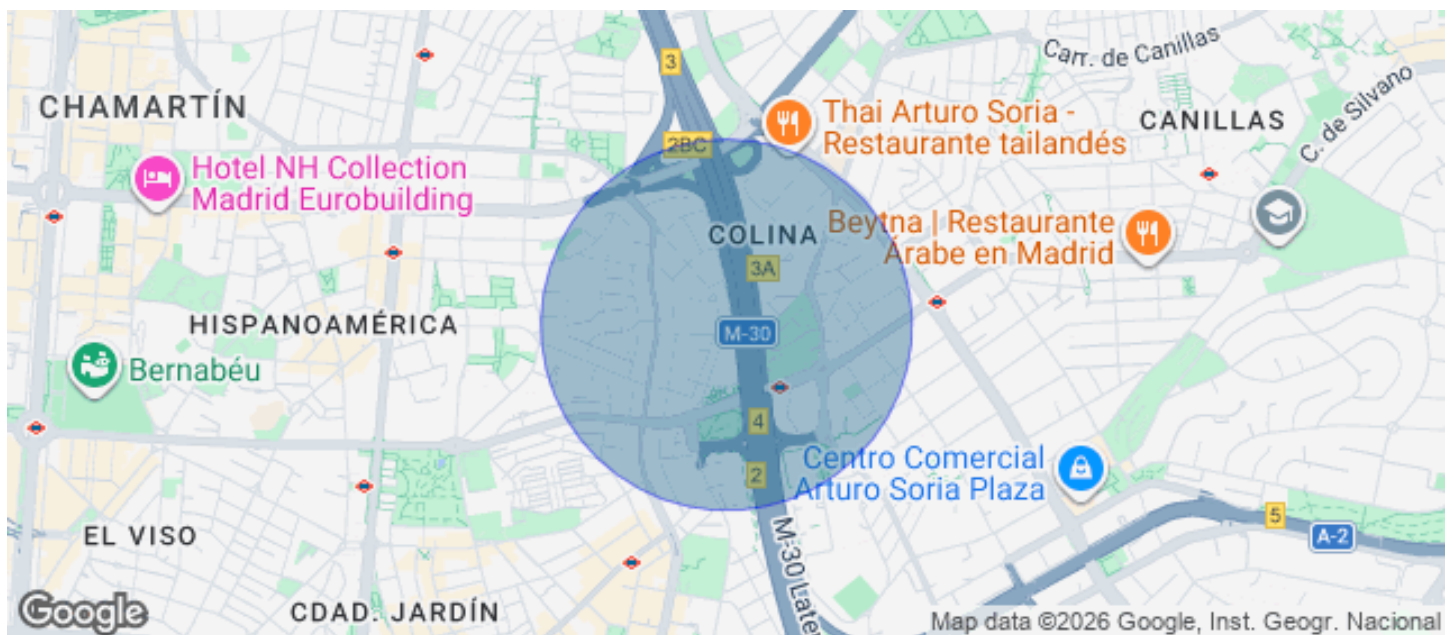 3
Carr. de Canillas
CHAMARTÍN
Thai Arturo Soria -
Restaurante tailandés
CANILLAS
C. de Silvano
2BC
Hotel NH Collection
Madrid Eurobuilding
COLINA
Beytna | Restaurante
Árabe en Madrid
3A
HISPANOAMÉRICA
M-30
Bernabéu
4
2
Centro Comercial
Arturo Soria Plaza
5
A-2
EL VISO
CDAD. JARDÍN
Google
Map data ©2026 Google, Inst. Geogr. Nacional